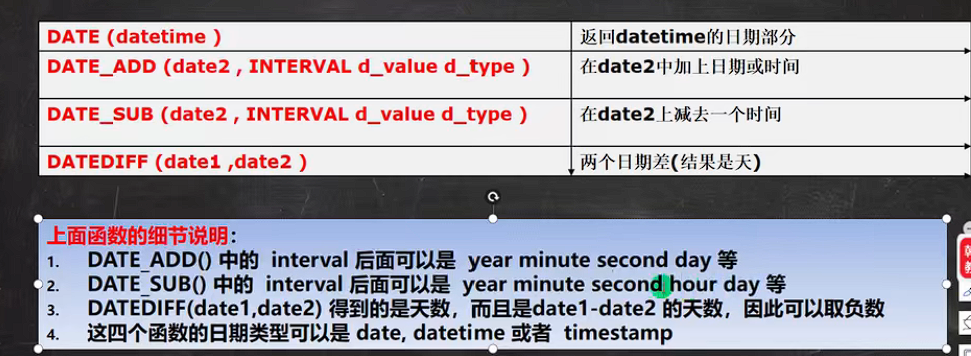 DATE (datetime )
返回datetime的日期部分
DATE_ADD (date2 , INTERVAL d_value d_type )
在date2中加上日期或时间
DATE_SUB (date2 , INTERVAL d_value d_type )
在date2上减去一个时间
DATEDIFF (date1 ,date2 )
两个日期差(结果是天)
上面函数的细节说明:
1. DATE_ADD() 中的 interval 后面可以是 year minute second day 等
2. DATE_SUB() 中的 interval 后面可以是 year minute second hour day 等
3. DATEDIFF(date1,date2) 得到的是天数，而且是date1-date2 的天数，因此可以取负数
4. 这四个函数的日期类型可以是 date, datetime 或者 timestamp